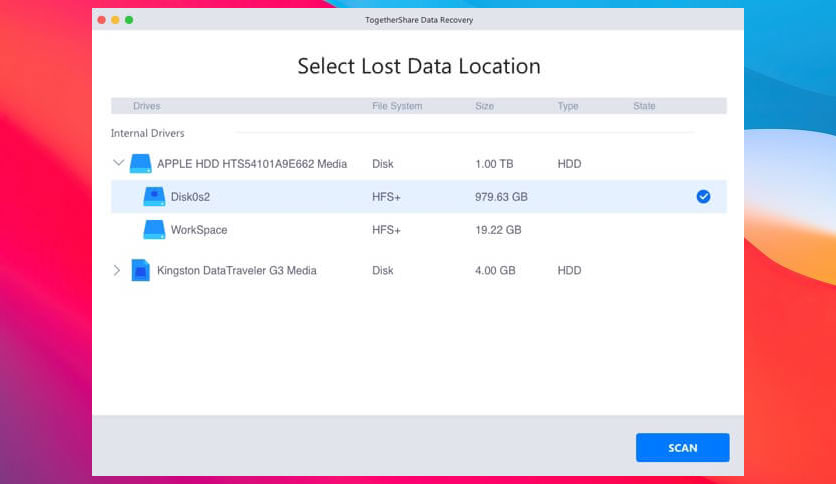 TogetherShare Data Recovery
Select Lost Data Location
Drives File System Size Type State
Internal Drivers
APPLE HDD HTS54101A9E662 Media Disk 1.00 TB HDD
Disk0s2 HFS+ 979.63 GB
WorkSpace HFS+ 19.22 GB
Kingston DataTraveler G3 Media Disk 4.00 GB HDD
SCAN